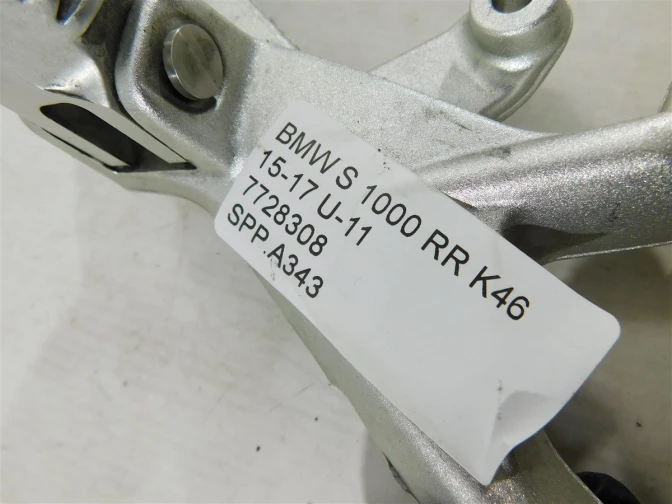 BMW S 1000 RR K46
15-17 U-11
7728308
SPP.A343